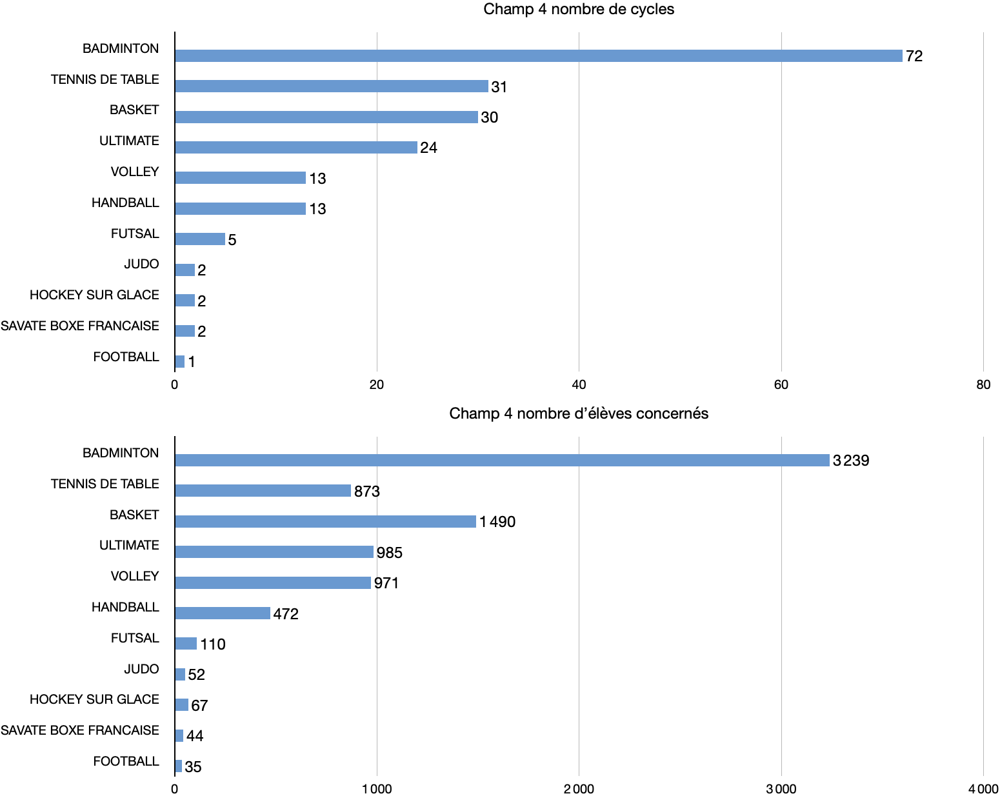 Champ 4 nombre de cycles
BADMINTON 72
TENNIS DE TABLE 31
BASKET 30
ULTIMATE 24
VOLLEY 13
HANDBALL 13
FUTSAL 5
JUDO 2
HOCKEY SUR GLACE 2
SAVATE BOXE FRANCAISE 2
FOOTBALL 1
0 20 40 60 80
Champ 4 nombre d’élèves concernés
BADMINTON 3 239
TENNIS DE TABLE 873
BASKET 1 490
ULTIMATE 985
VOLLEY 971
HANDBALL 472
FUTSAL 110
JUDO 52
HOCKEY SUR GLACE 67
SAVATE BOXE FRANCAISE 44
FOOTBALL 35
0 1 000 2 000 3 000 4 000